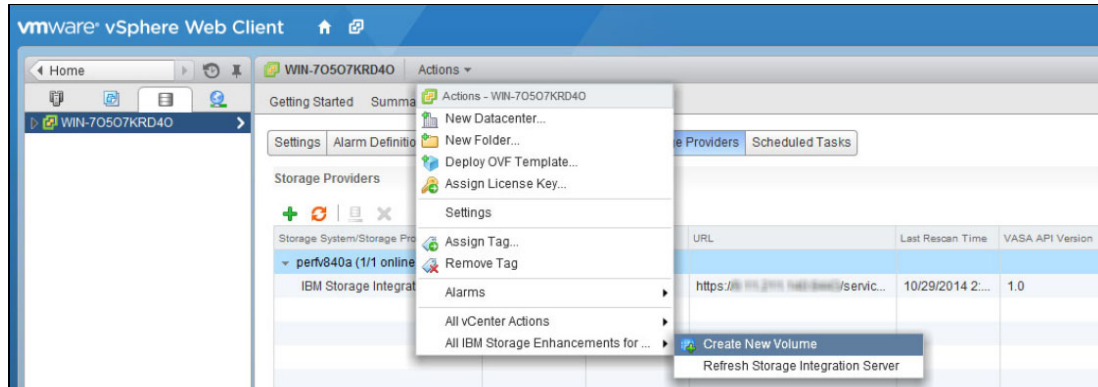 vmware® vSphere Web Client
Home
WIN-7O5O7KRD4O
Actions
WIN-7O5O7KRD4O
Getting Started Summa
Actions - WIN-7O5O7KRD4O
New Datacenter...
New Folder...
Deploy OVF Template...
Assign License Key...
Settings
Assign Tag...
Remove Tag
Alarms
All vCenter Actions
All IBM Storage Enhancements for ...
Create New Volume
Refresh Storage Integration Server
Settings Alarm Definitio e Providers Scheduled Tasks
Storage Providers
Storage System/Storage Pro URL Last Rescan Time VASA API Version
perfv840a (1/1 online
IBM Storage Integrat https:// /servic... 10/29/2014 2:... 1.0